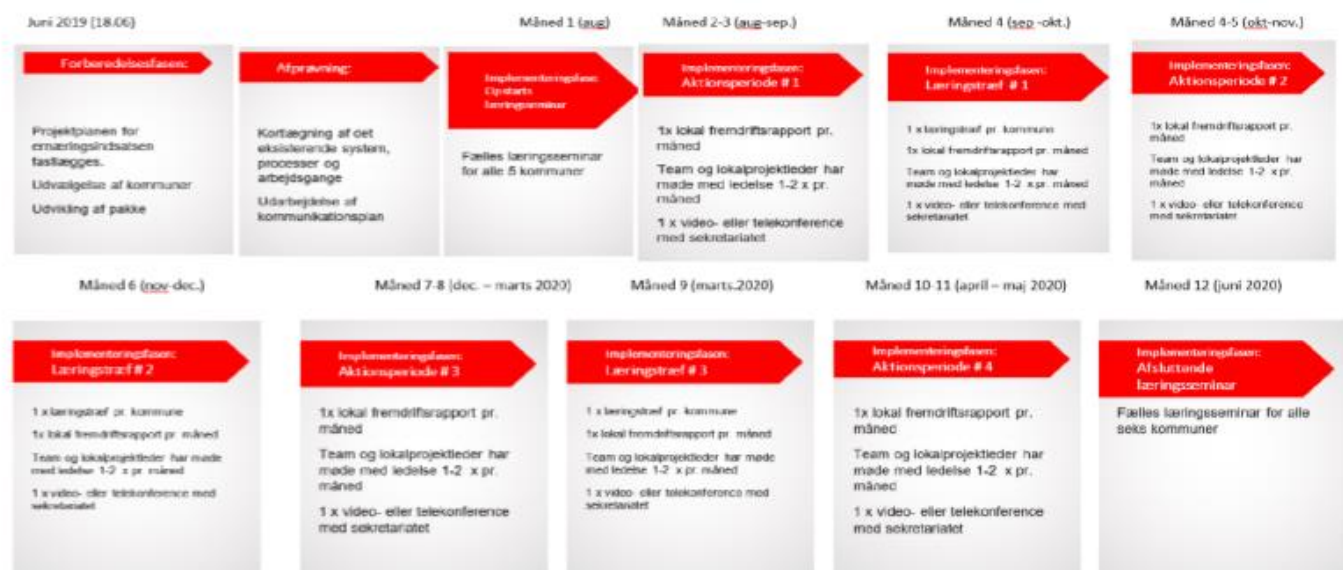 Juni 2019 [18.06)
Måned 1 (aug)
Måned 2-3 (aug-sep.)
Måned 4 (sep -okt.)
Måned 4-5 (okt-nov.)
Forberedelsesfasen:
Projektplanen for
ernæringsindsatsen
fastlægges.
Udvælgelse af kommuner
Udvikling af pakke
Afprøvning:
Kortlægning af det
eksisterende system,
processer og
arbejdsgange
Udarbejdelse af
kommunikationsplan
Implementeringsfase:
Opstarts
læringsseminar
Fælles læringsseminar
for alle 5 kommuner
Implementeringsfasen:
Aktionsperiode # 1
1x lokal fremdriftsrapport pr.
måned
Team og lokalprojektleder har
møde med ledelse 1-2 x pr.
måned
1 x video- eller telekonference
med sekretariatet
Implementeringsfasen:
Læringstræf # 1
1 x læringstræf pr. kommune
1x lokal fremdriftsrapport pr. måned
Team og lokalprojektleder har
møde med ledelse 1-2 x pr. måned
1 x video- eller telekonference med
sekretariatet
Implementeringsfasen:
Aktionsperiode # 2
1x lokal fremdriftsrapport pr.
måned
Team og lokalprojektleder har
møde med ledelse 1-2 x pr.
måned
1 x video- eller telekonference
med sekretariatet
Måned 6 (nov-dec.)
Måned 7-8 (dec. – marts 2020)
Måned 9 (marts.2020)
Måned 10-11 (april – maj 2020)
Måned 12 (juni 2020)
Implementeringsfasen:
Læringstræf # 2
1 x læringstræf pr. kommune
1x lokal fremdriftsrapport pr. måned
Team og lokalprojektleder har møde
med ledelse 1-2 x pr. måned
1 x video- eller telekonference med
sekretariatet
Implementeringsfasen:
Aktionsperiode # 3
1x lokal fremdriftsrapport pr.
måned
Team og lokalprojektleder har
møde med ledelse 1-2 x pr.
måned
1 x video- eller telekonference
med sekretariatet
Implementeringsfasen:
Læringstræf # 3
1 x læringstræf pr. kommune
1x lokal fremdriftsrapport pr. måned
Team og lokalprojektleder har møde
med ledelse 1-2 x pr. måned
1 x video- eller telekonference med
sekretariatet
Implementeringsfasen:
Aktionsperiode # 4
1x lokal fremdriftsrapport pr.
måned
Team og lokalprojektleder har
møde med ledelse 1-2 x pr.
måned
1 x video- eller telekonference
med sekretariatet
Implementeringsfasen:
Afsluttende
læringsseminar
Fælles læringsseminar for alle
seks kommuner